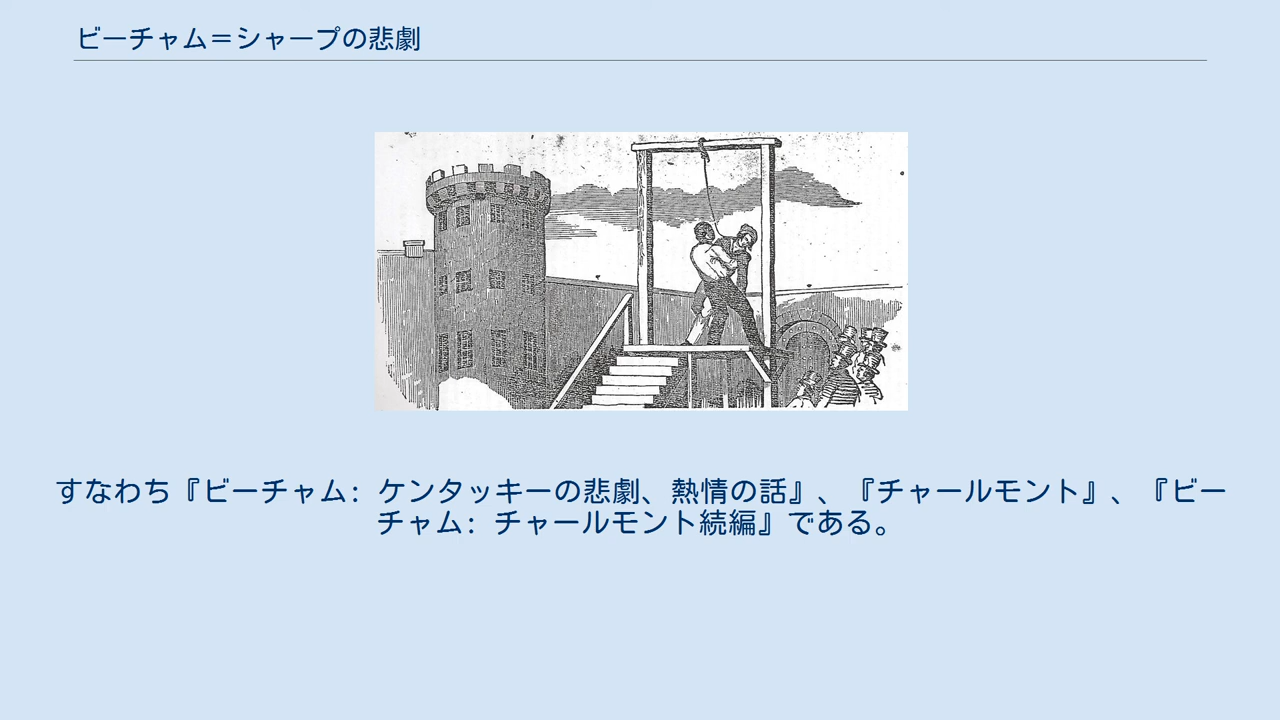 ビーチャム＝シャープの悲劇
すなわち『ビーチャム: ケンタッキーの悲劇、熱情の話』、『チャールモント』、『ビー
チャム: チャールモント続編』である。